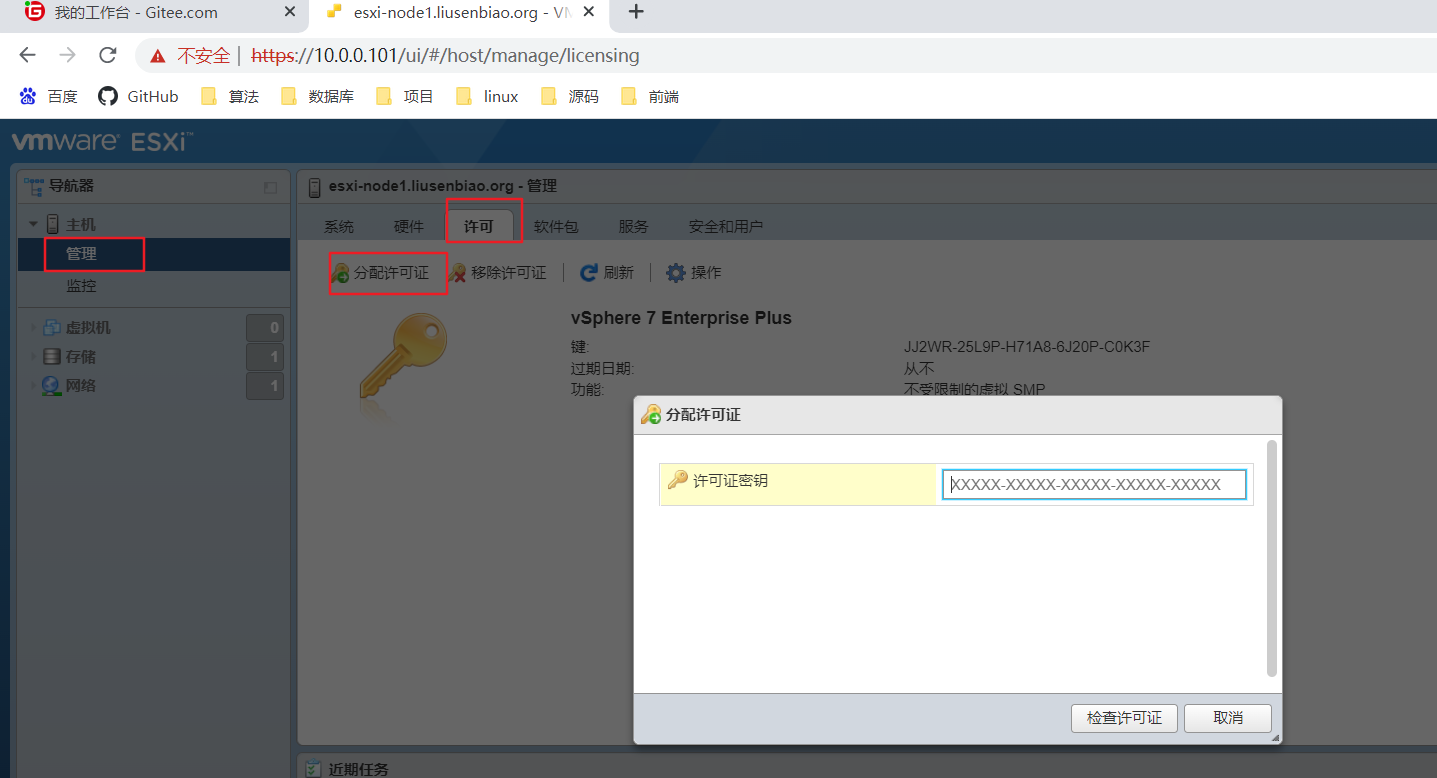 我的工作台 - Gitee.com
esxi-node1.liusenbiao.org - VM
不安全 https://10.0.0.101/ui/#/host/manage/licensing
百度 GitHub 算法 数据库 项目 linux 源码 前端
vmware® ESXi™
导航器
主机
管理
监控
虚拟机 0
存储 1
网络 1
esxi-node1.liusenbiao.org - 管理
系统 硬件 许可 软件包 服务 安全和用户
分配许可证 移除许可证 刷新 操作
vSphere 7 Enterprise Plus
键: JJ2WR-25L9P-H71A8-6J20P-C0K3F
过期日期: 从不
功能: 不受限制的虚拟 SMP
分配许可证
许可证密钥 XXXXX-XXXXX-XXXXX-XXXXX-XXXXX
检查许可证 取消
近期任务